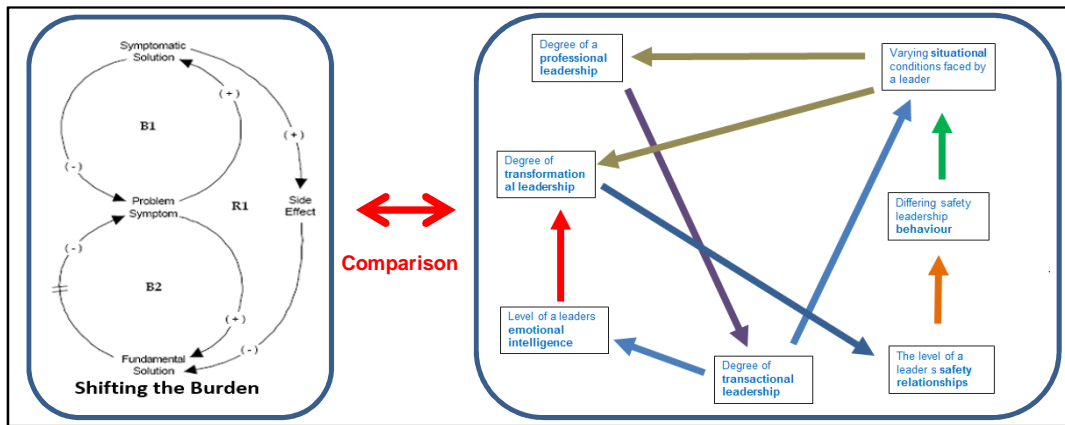 Symptomatic
Solution
(+)
B1
(+)
(-)
Problem
Symptom
R1
Side
Effect
(-)
B2
(+)
(-)
Fundamental
Solution
Shifting the Burden
Comparison
Degree of a
professional
leadership
Varying situational
conditions faced by
a leader
Degree of
transformation
al leadership
Differing safety
leadership
behaviour
Level of a leaders
emotional
intelligence
Degree of
transactional
leadership
The level of a
leader s safety
relationships